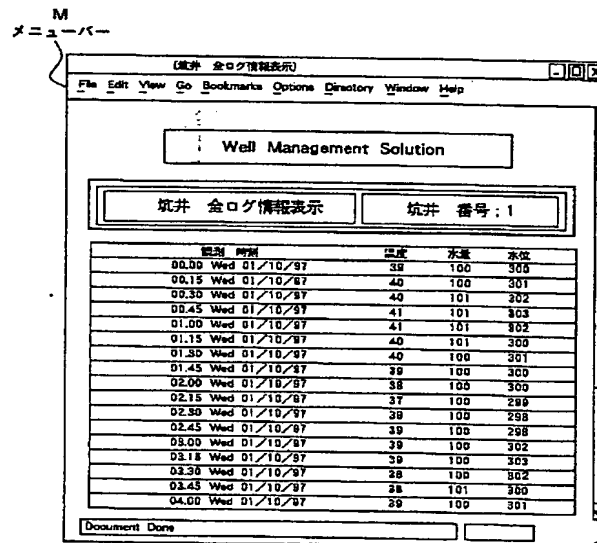 M
メニューバー
(坑井 全ログ情報表示)
File Edit View Go Bookmarks Options Directory Window Help
Well Management Solution
坑井 全ログ情報表示 坑井 番号:1
観測 時刻 温度 水量 水位
00.00 Wed 01/10/97 39 100 300
00.15 Wed 01/10/97 40 100 301
00.30 Wed 01/10/97 40 101 302
00.45 Wed 01/10/97 41 101 303
01.00 Wed 01/10/97 41 101 302
01.15 Wed 01/10/97 40 101 300
01.30 Wed 01/10/97 40 100 301
01.45 Wed 01/10/97 39 100 300
02.00 Wed 01/10/97 38 100 300
02.15 Wed 01/10/97 37 100 299
02.30 Wed 01/10/97 38 100 298
02.45 Wed 01/10/97 39 100 298
03.00 Wed 01/10/97 39 100 302
03.15 Wed 01/10/97 39 100 303
03.30 Wed 01/10/97 38 100 302
03.45 Wed 01/10/97 38 101 300
04.00 Wed 01/10/97 39 100 301
Document Done